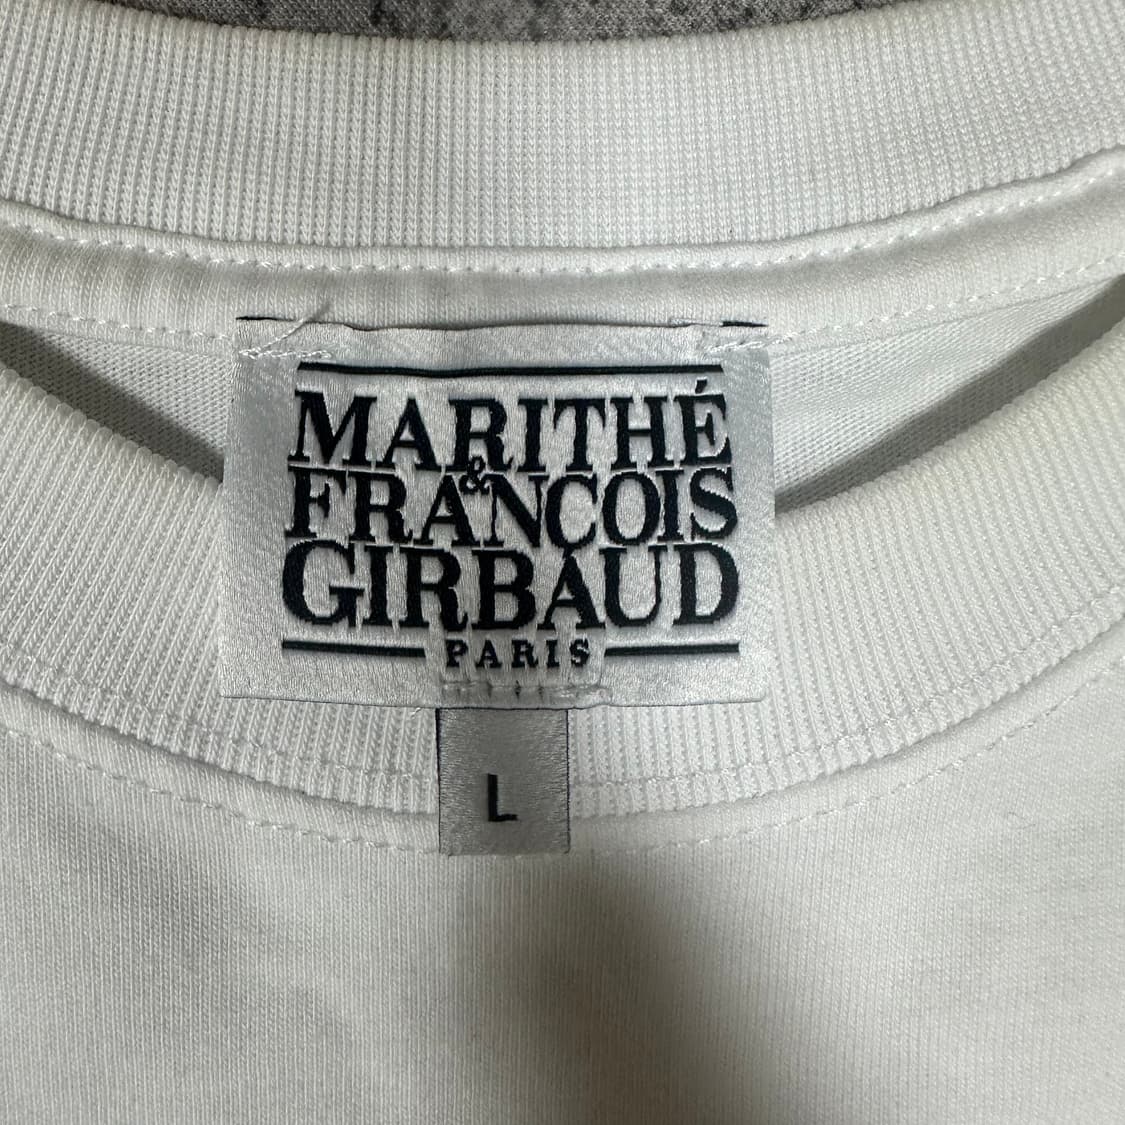 MARITHÉ
&
FRANCOIS
GIRBAUD
PARIS
L